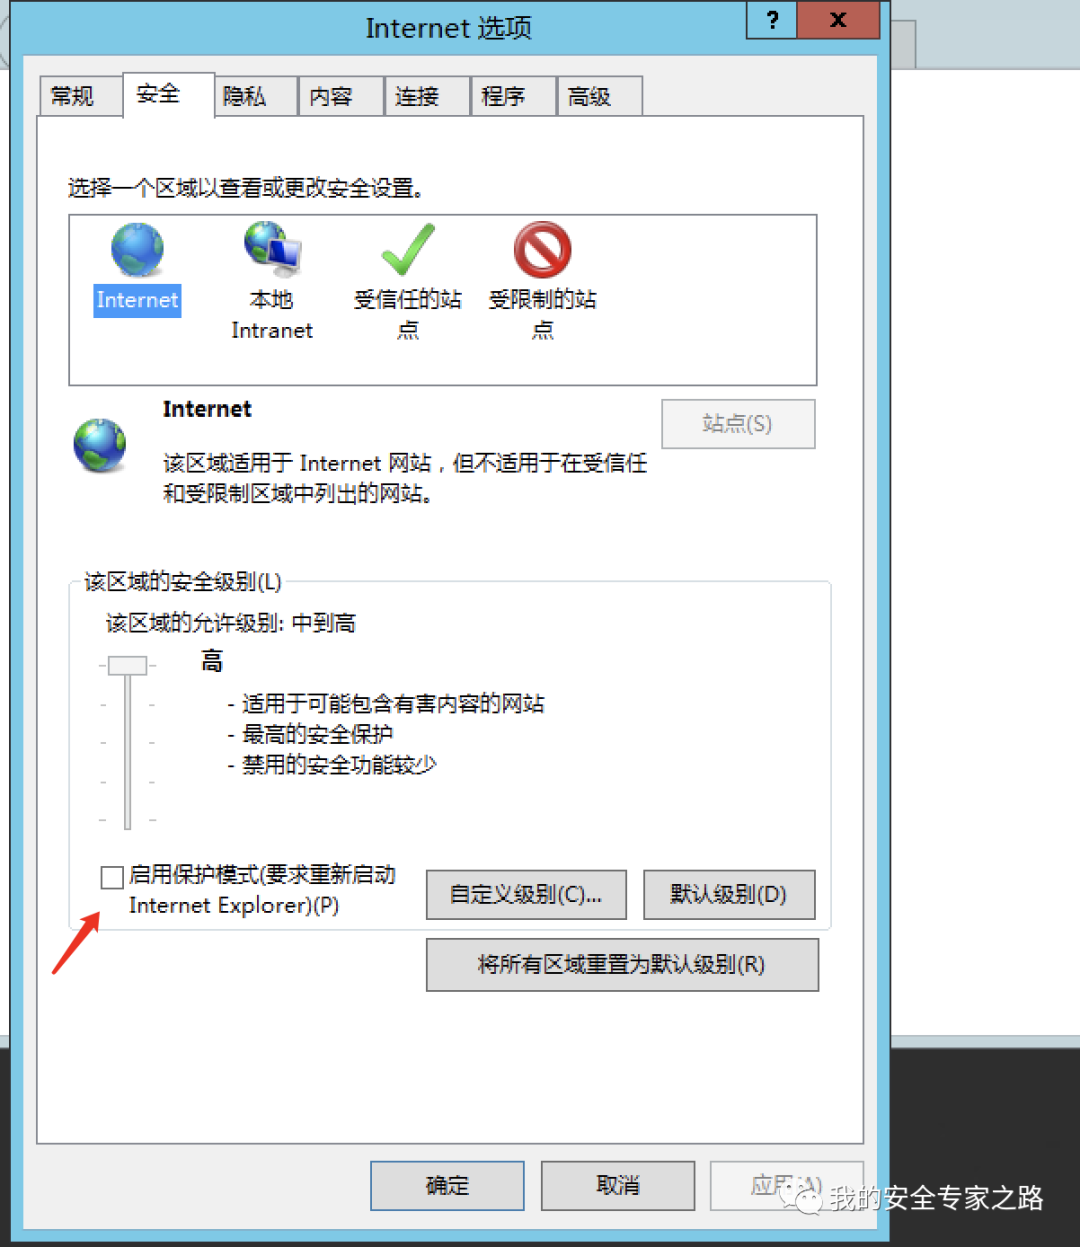 Internet 选项
? x
常规 安全 隐私 内容 连接 程序 高级
选择一个区域以查看或更改安全设置。
Internet
本地
Intranet
受信任的站
点
受限制的站
点
Internet
站点(S)
该区域适用于 Internet 网站，但不适用于在受信任
和受限制区域中列出的网站。
该区域的安全级别(L)
该区域的允许级别: 中到高
高
- 适用于可能包含有害内容的网站
- 最高的安全保护
- 禁用的安全功能较少
启用保护模式(要求重新启动
Internet Explorer)(P)
自定义级别(C)...
默认级别(D)
将所有区域重置为默认级别(R)
确定
取消
应用(A)
我的安全专家之路